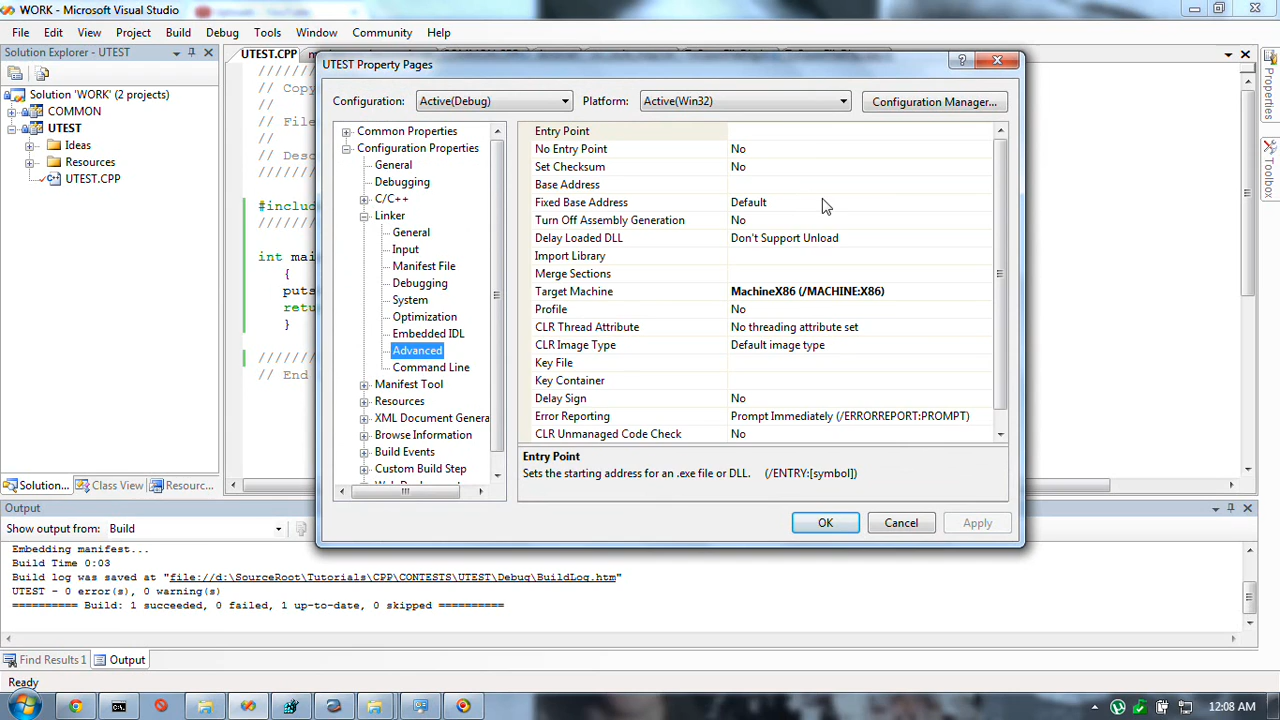 WORK - Microsoft Visual Studio
File Edit View Project Build Debug Tools Window Community Help
Solution Explorer - UTEST
Solution 'WORK' (2 projects)
COMMON
UTEST
Ideas
Resources
UTEST.CPP
Solution... Class View Resourc...
UTEST.CPP
// Copy
//
// File
//
// Desc
#includ
int mai
{
puts
retu
}
// End
UTEST Property Pages
Configuration: Active(Debug) Platform: Active(Win32) Configuration Manager...
Common Properties
Configuration Properties
General
Debugging
C/C++
Linker
General
Input
Manifest File
Debugging
System
Optimization
Embedded IDL
Advanced
Command Line
Manifest Tool
Resources
XML Document Genera
Browse Information
Build Events
Custom Build Step
Entry Point
No Entry Point No
Set Checksum No
Base Address
Fixed Base Address Default
Turn Off Assembly Generation No
Delay Loaded DLL Don't Support Unload
Import Library
Merge Sections
Target Machine MachineX86 (/MACHINE:X86)
Profile No
CLR Thread Attribute No threading attribute set
CLR Image Type Default image type
Key File
Key Container
Delay Sign No
Error Reporting Prompt Immediately (/ERRORREPORT:PROMPT)
CLR Unmanaged Code Check No
Entry Point
Sets the starting address for an .exe file or DLL. (/ENTRY:[symbol])
OK Cancel Apply
Output
Show output from: Build
Embedding manifest...
Build Time 0:03
Build log was saved at "file://d:\SourceRoot\Tutorials\CPP\CONTESTS\UTEST\Debug\BuildLog.htm"
UTEST - 0 error(s), 0 warning(s)
========== Build: 1 succeeded, 0 failed, 1 up-to-date, 0 skipped ==========
Find Results 1 Output
Ready
Properties
Toolbox
12:08 AM